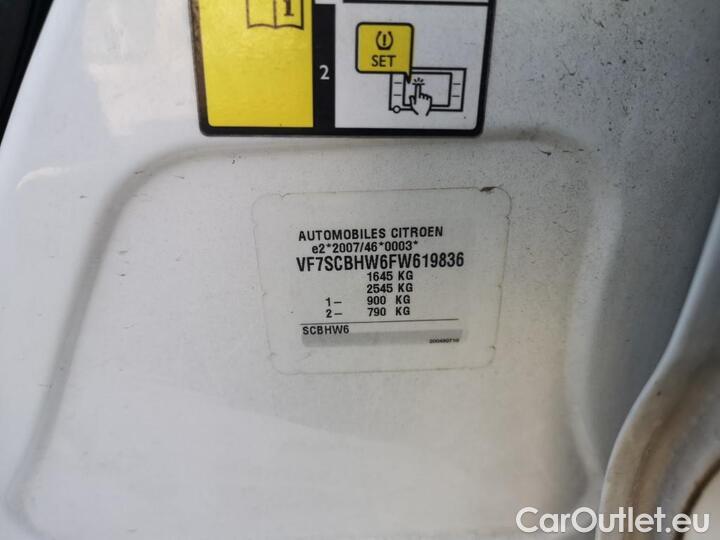 i
SET
2
AUTOMOBILES CITROEN
e2*2007/46*0003*
VF7SCBHW6FW619836
1645 KG
2545 KG
1- 900 KG
2- 790 KG
SCBHW6
CarOutlet.eu